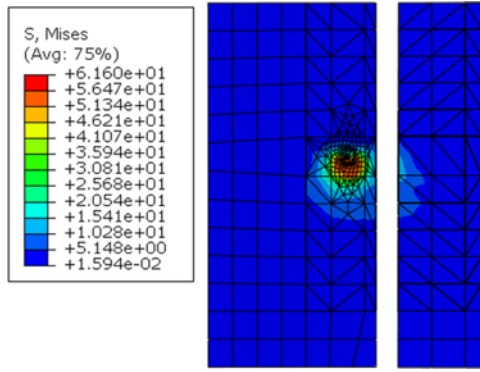 S, Mises
(Avg: 75%)
+6.160e+01
+5.647e+01
+5.134e+01
+4.621e+01
+4.107e+01
+3.594e+01
+3.081e+01
+2.568e+01
+2.054e+01
+1.541e+01
+1.028e+01
+5.148e+00
+1.594e-02